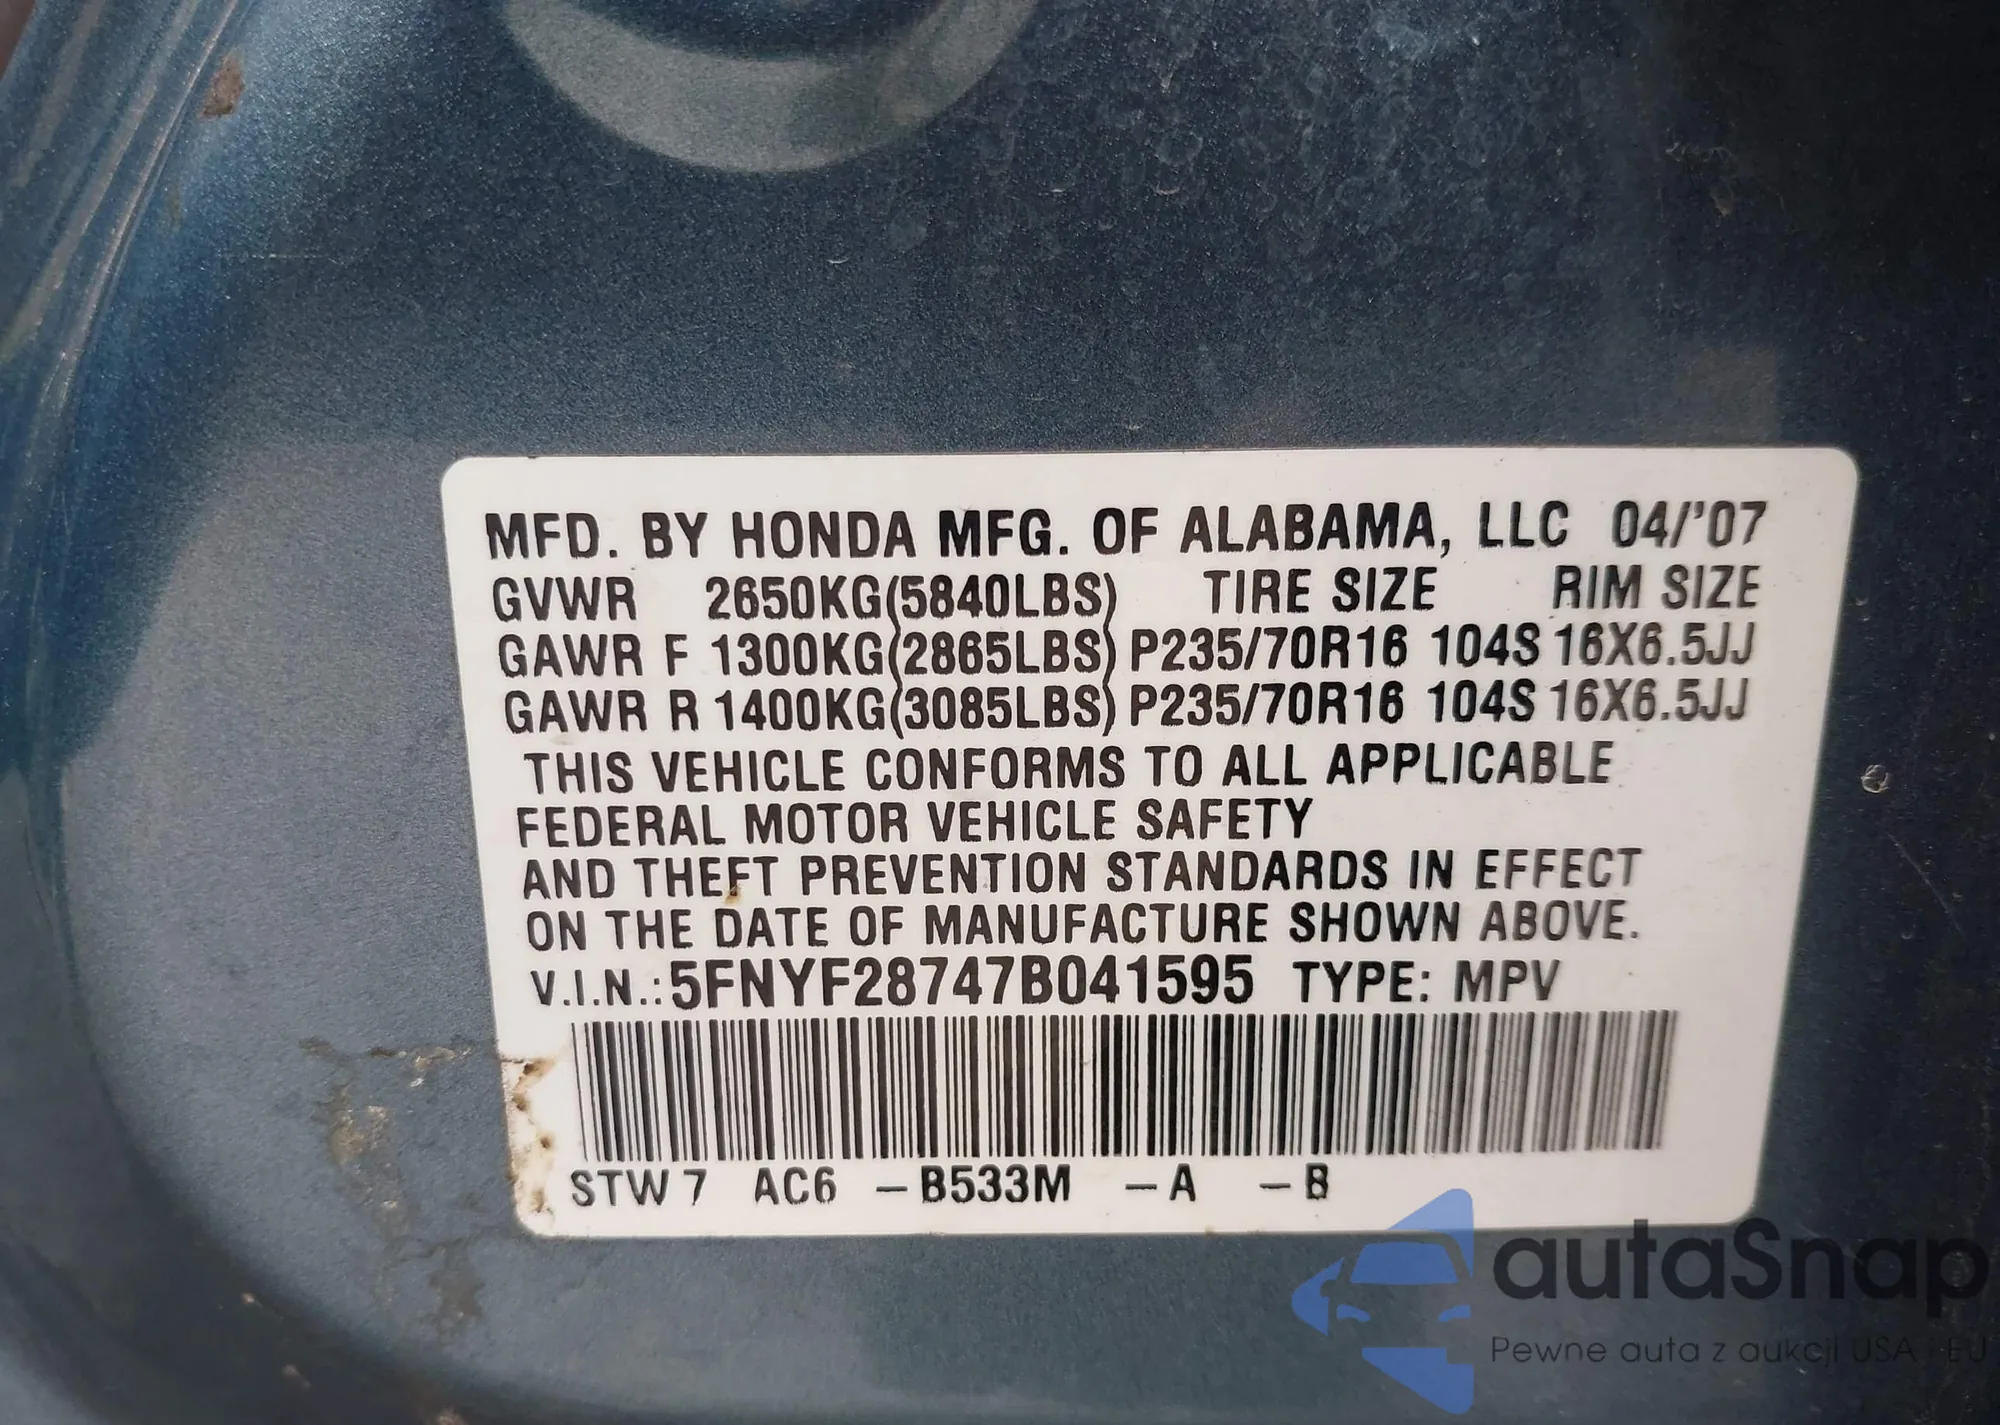 MFD. BY HONDA MFG. OF ALABAMA, LLC 04/'07
GVWR 2650KG(5840LBS) TIRE SIZE RIM SIZE
GAWR F 1300KG(2865LBS) P235/70R16 104S 16X6.5JJ
GAWR R 1400KG(3085LBS) P235/70R16 104S 16X6.5JJ
THIS VEHICLE CONFORMS TO ALL APPLICABLE
FEDERAL MOTOR VEHICLE SAFETY
AND THEFT PREVENTION STANDARDS IN EFFECT
ON THE DATE OF MANUFACTURE SHOWN ABOVE.
V.I.N.: 5FNYF28747B041595 TYPE: MPV
STW7 AC6 -B533M -A -B
autaSnap
Pewne auta z aukcji USA i EU